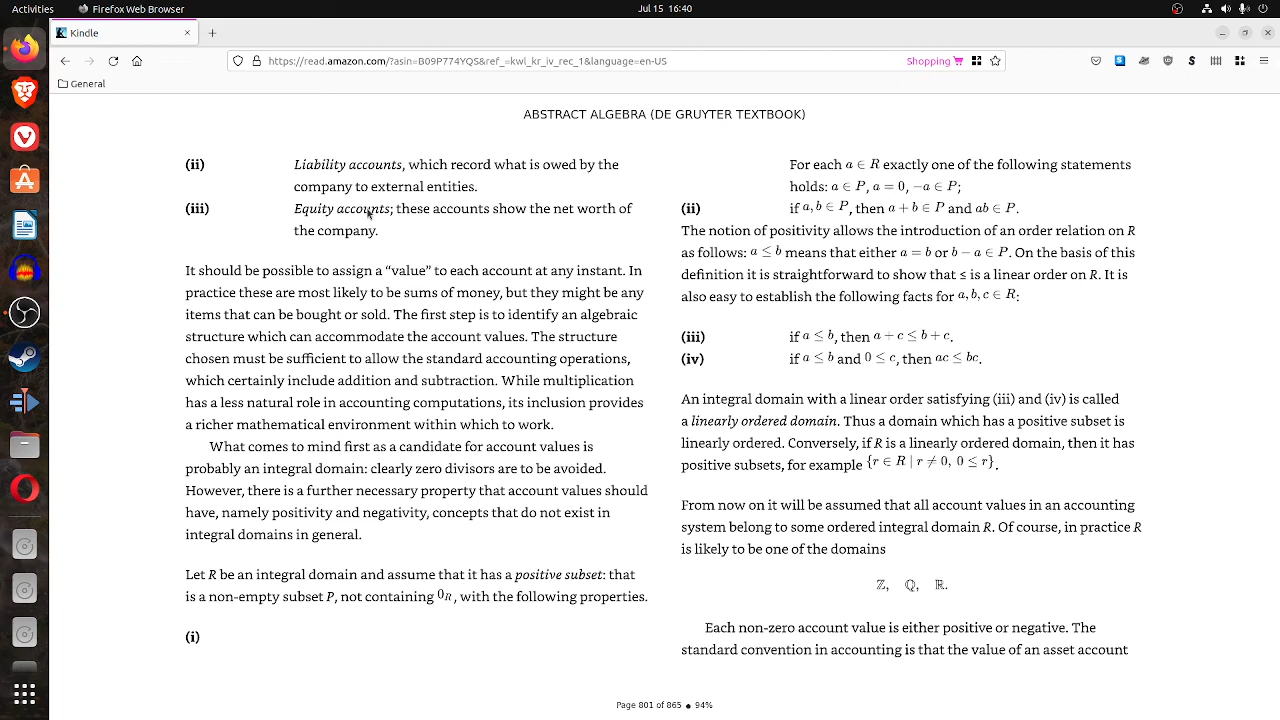 Activities
Firefox Web Browser
Jul 15 16:40
Kindle
https://read.amazon.com/?asin=B09P774YQS&ref_=kwl_kr_iv_rec_1&language=en-US
Shopping
General
ABSTRACT ALGEBRA (DE GRUYTER TEXTBOOK)
(ii) Liability accounts, which record what is owed by the
company to external entities.
(iii) Equity accounts; these accounts show the net worth of
the company.
It should be possible to assign a “value” to each account at any instant. In
practice these are most likely to be sums of money, but they might be any
items that can be bought or sold. The first step is to identify an algebraic
structure which can accommodate the account values. The structure
chosen must be sufficient to allow the standard accounting operations,
which certainly include addition and subtraction. While multiplication
has a less natural role in accounting computations, its inclusion provides
a richer mathematical environment within which to work.
What comes to mind first as a candidate for account values is
probably an integral domain: clearly zero divisors are to be avoided.
However, there is a further necessary property that account values should
have, namely positivity and negativity, concepts that do not exist in
integral domains in general.
Let R be an integral domain and assume that it has a positive subset: that
is a non-empty subset P, not containing 0_R, with the following properties.
(i)
For each a ∈ R exactly one of the following statements
holds: a ∈ P, a = 0, −a ∈ P;
(ii) if a, b ∈ P, then a + b ∈ P and ab ∈ P.
The notion of positivity allows the introduction of an order relation on R
as follows: a ≤ b means that either a = b or b − a ∈ P. On the basis of this
definition it is straightforward to show that ≤ is a linear order on R. It is
also easy to establish the following facts for a, b, c ∈ R:
(iii) if a ≤ b, then a + c ≤ b + c.
(iv) if a ≤ b and 0 ≤ c, then ac ≤ bc.
An integral domain with a linear order satisfying (iii) and (iv) is called
a linearly ordered domain. Thus a domain which has a positive subset is
linearly ordered. Conversely, if R is a linearly ordered domain, then it has
positive subsets, for example {r ∈ R | r ≠ 0, 0 ≤ r}.
From now on it will be assumed that all account values in an accounting
system belong to some ordered integral domain R. Of course, in practice R
is likely to be one of the domains
ℤ, ℚ, ℝ.
Each non-zero account value is either positive or negative. The
standard convention in accounting is that the value of an asset account
Page 801 of 865 ● 94%